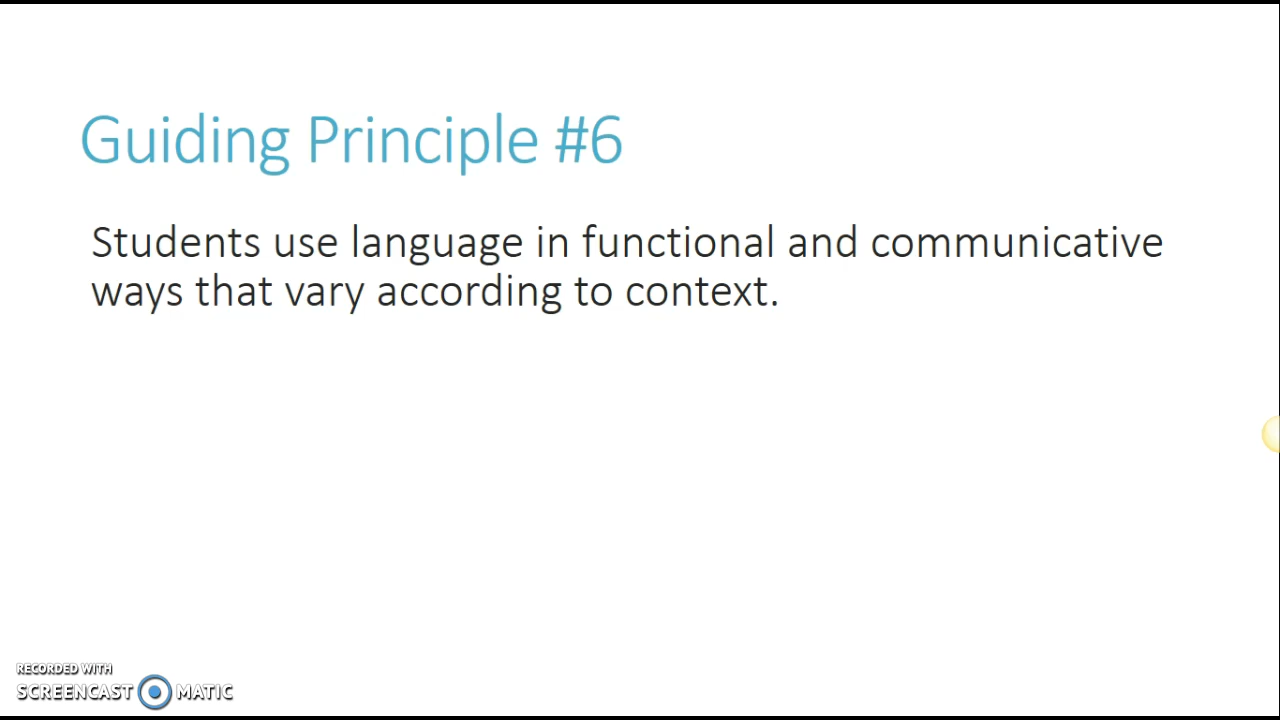 Guiding Principle #6
Students use language in functional and communicative
ways that vary according to context.
RECORDED WITH
SCREENCAST MATIC